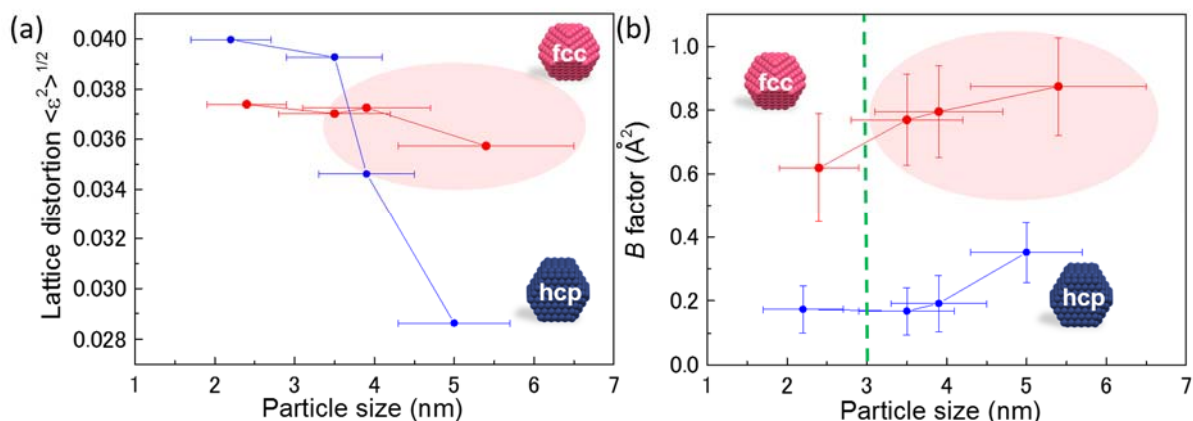 (a)
Lattice distortion <ε²>¹/²
0.040
0.038
0.036
0.034
0.032
0.030
0.028
fcc
hcp
1 2 3 4 5 6 7
Particle size (nm)
(b)
B factor (Å²)
1.0
0.8
0.6
0.4
0.2
0.0
fcc
hcp
1 2 3 4 5 6 7
Particle size (nm)